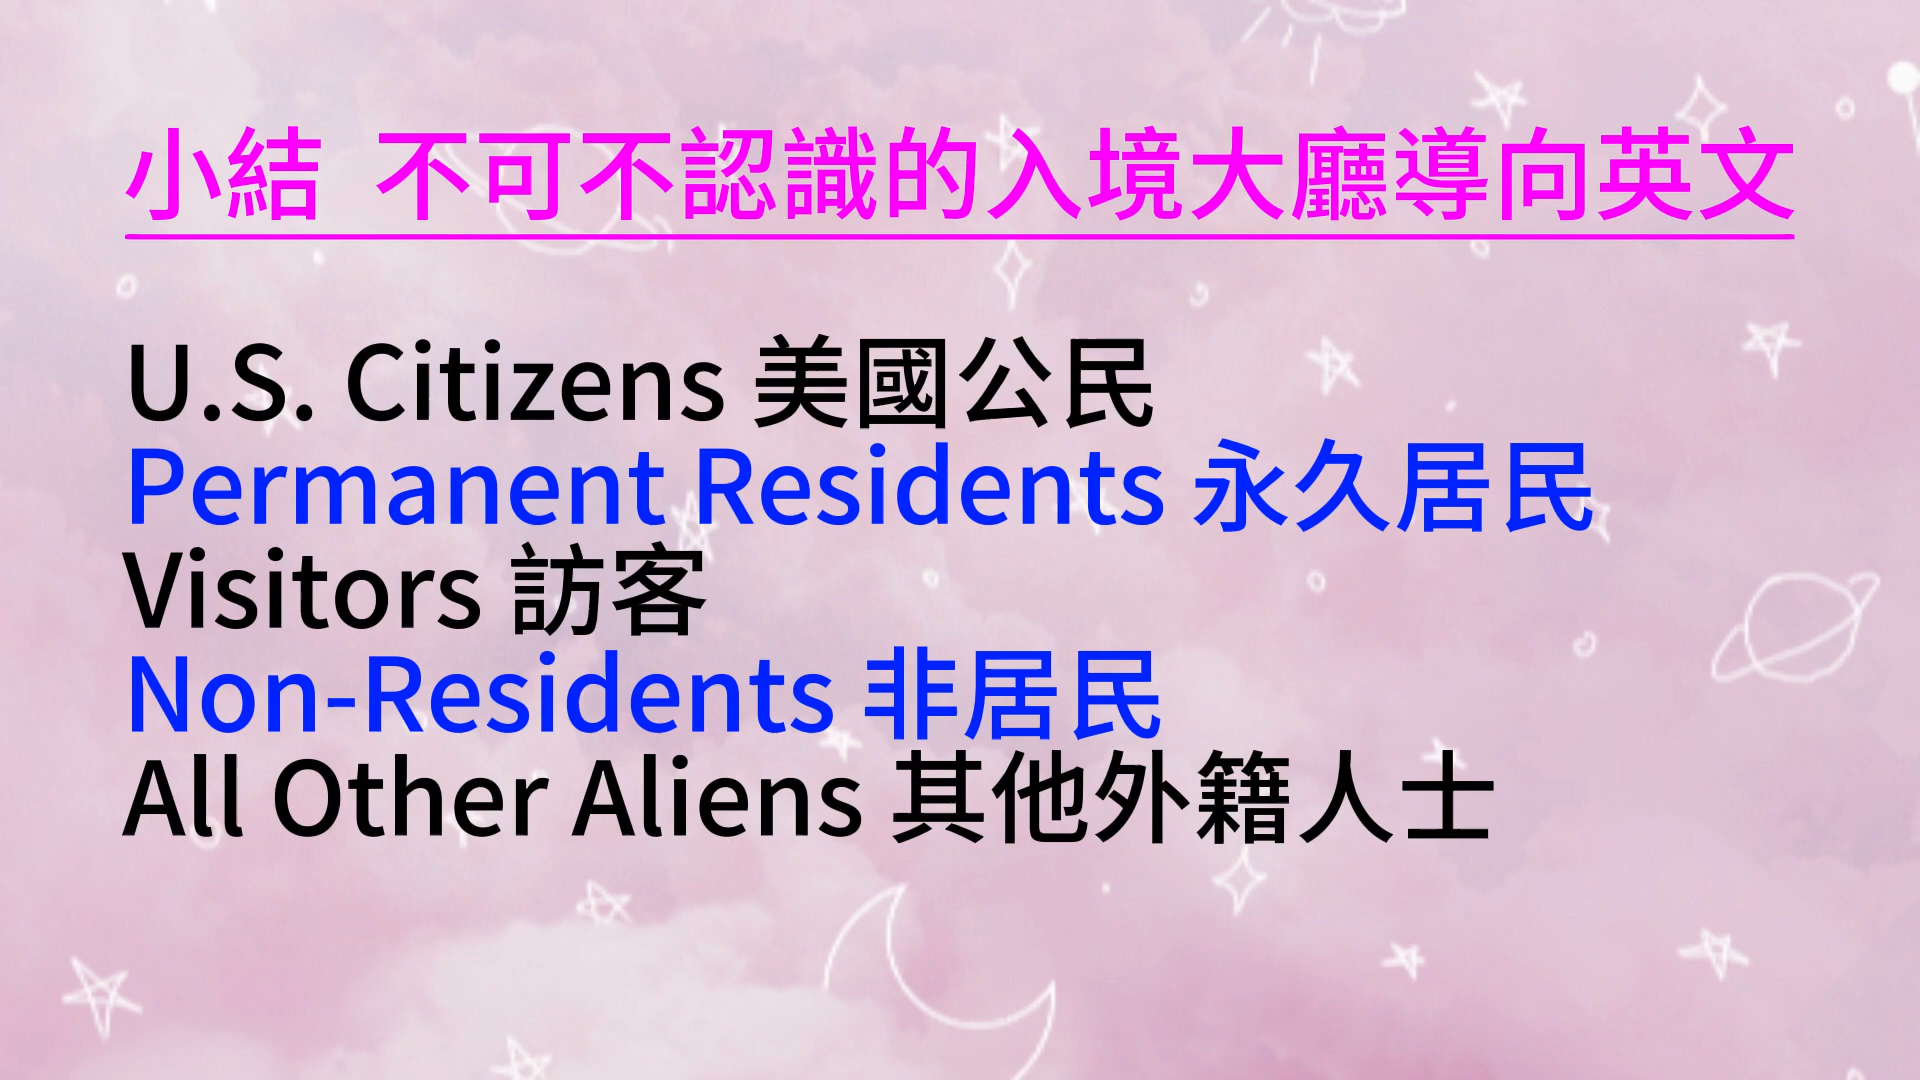 小結 不可不認識的入境大廳導向英文
U.S. Citizens 美國公民
Permanent Residents 永久居民
Visitors 訪客
Non-Residents 非居民
All Other Aliens 其他外籍人士